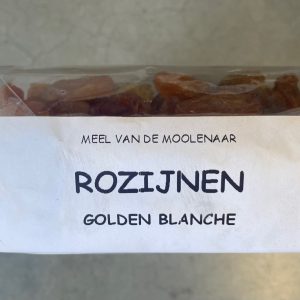 MEEL VAN DE MOOLENAAR
ROZIJNEN
GOLDEN BLANCHE